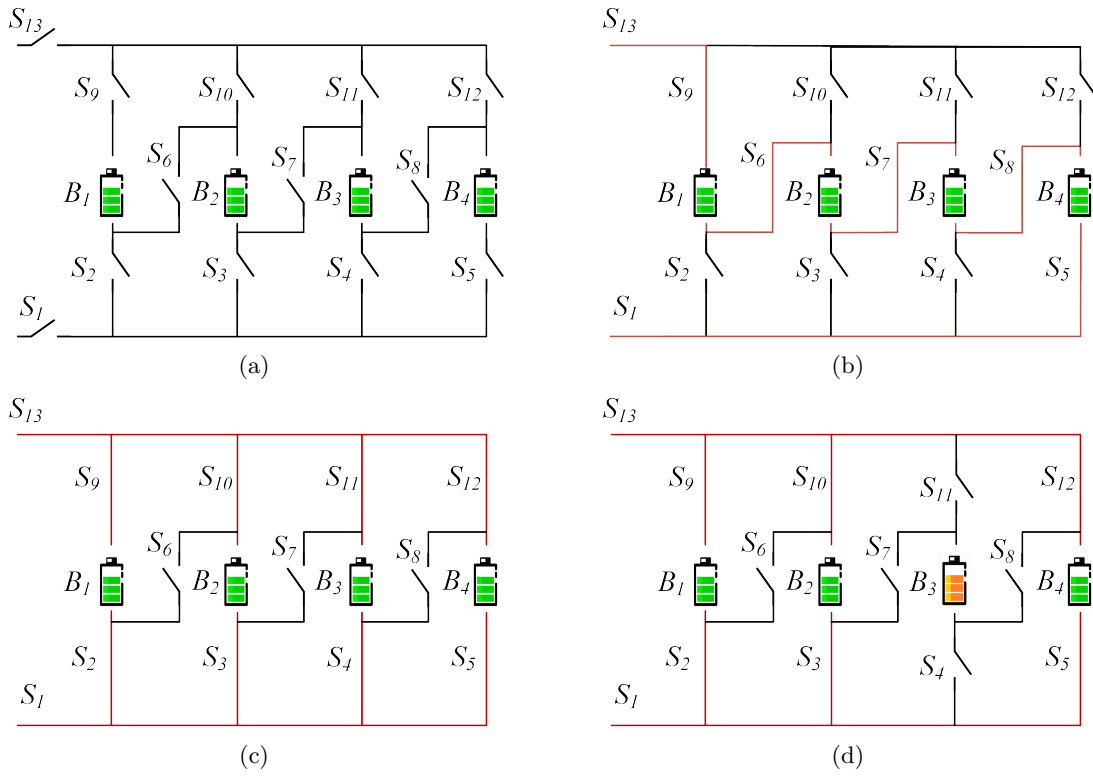 S13
S9 S10 S11 S12
S6 S7 S8
B1 B2 B3 B4
S2 S3 S4 S5
S1
(a)
S13
S9 S10 S11 S12
S6 S7 S8
B1 B2 B3 B4
S2 S3 S4 S5
S1
(b)
S13
S9 S10 S11 S12
S6 S7 S8
B1 B2 B3 B4
S2 S3 S4 S5
S1
(c)
S13
S9 S10 S11 S12
S6 S7 S8
B1 B2 B3 B4
S2 S3 S4 S5
S1
(d)